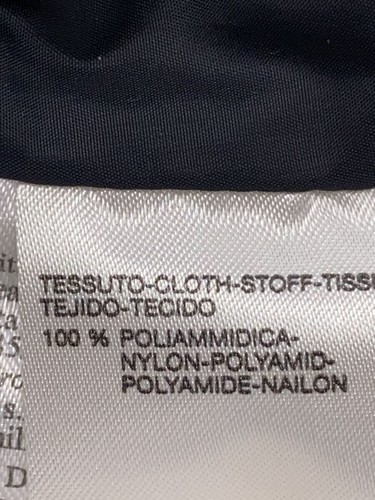 TESSUTO-CLOTH-STOFF-TISSU
TEJIDO-TECIDO
100 % POLIAMMIDICA-
NYLON-POLYAMID-
POLYAMIDE-NAILON
s.
D